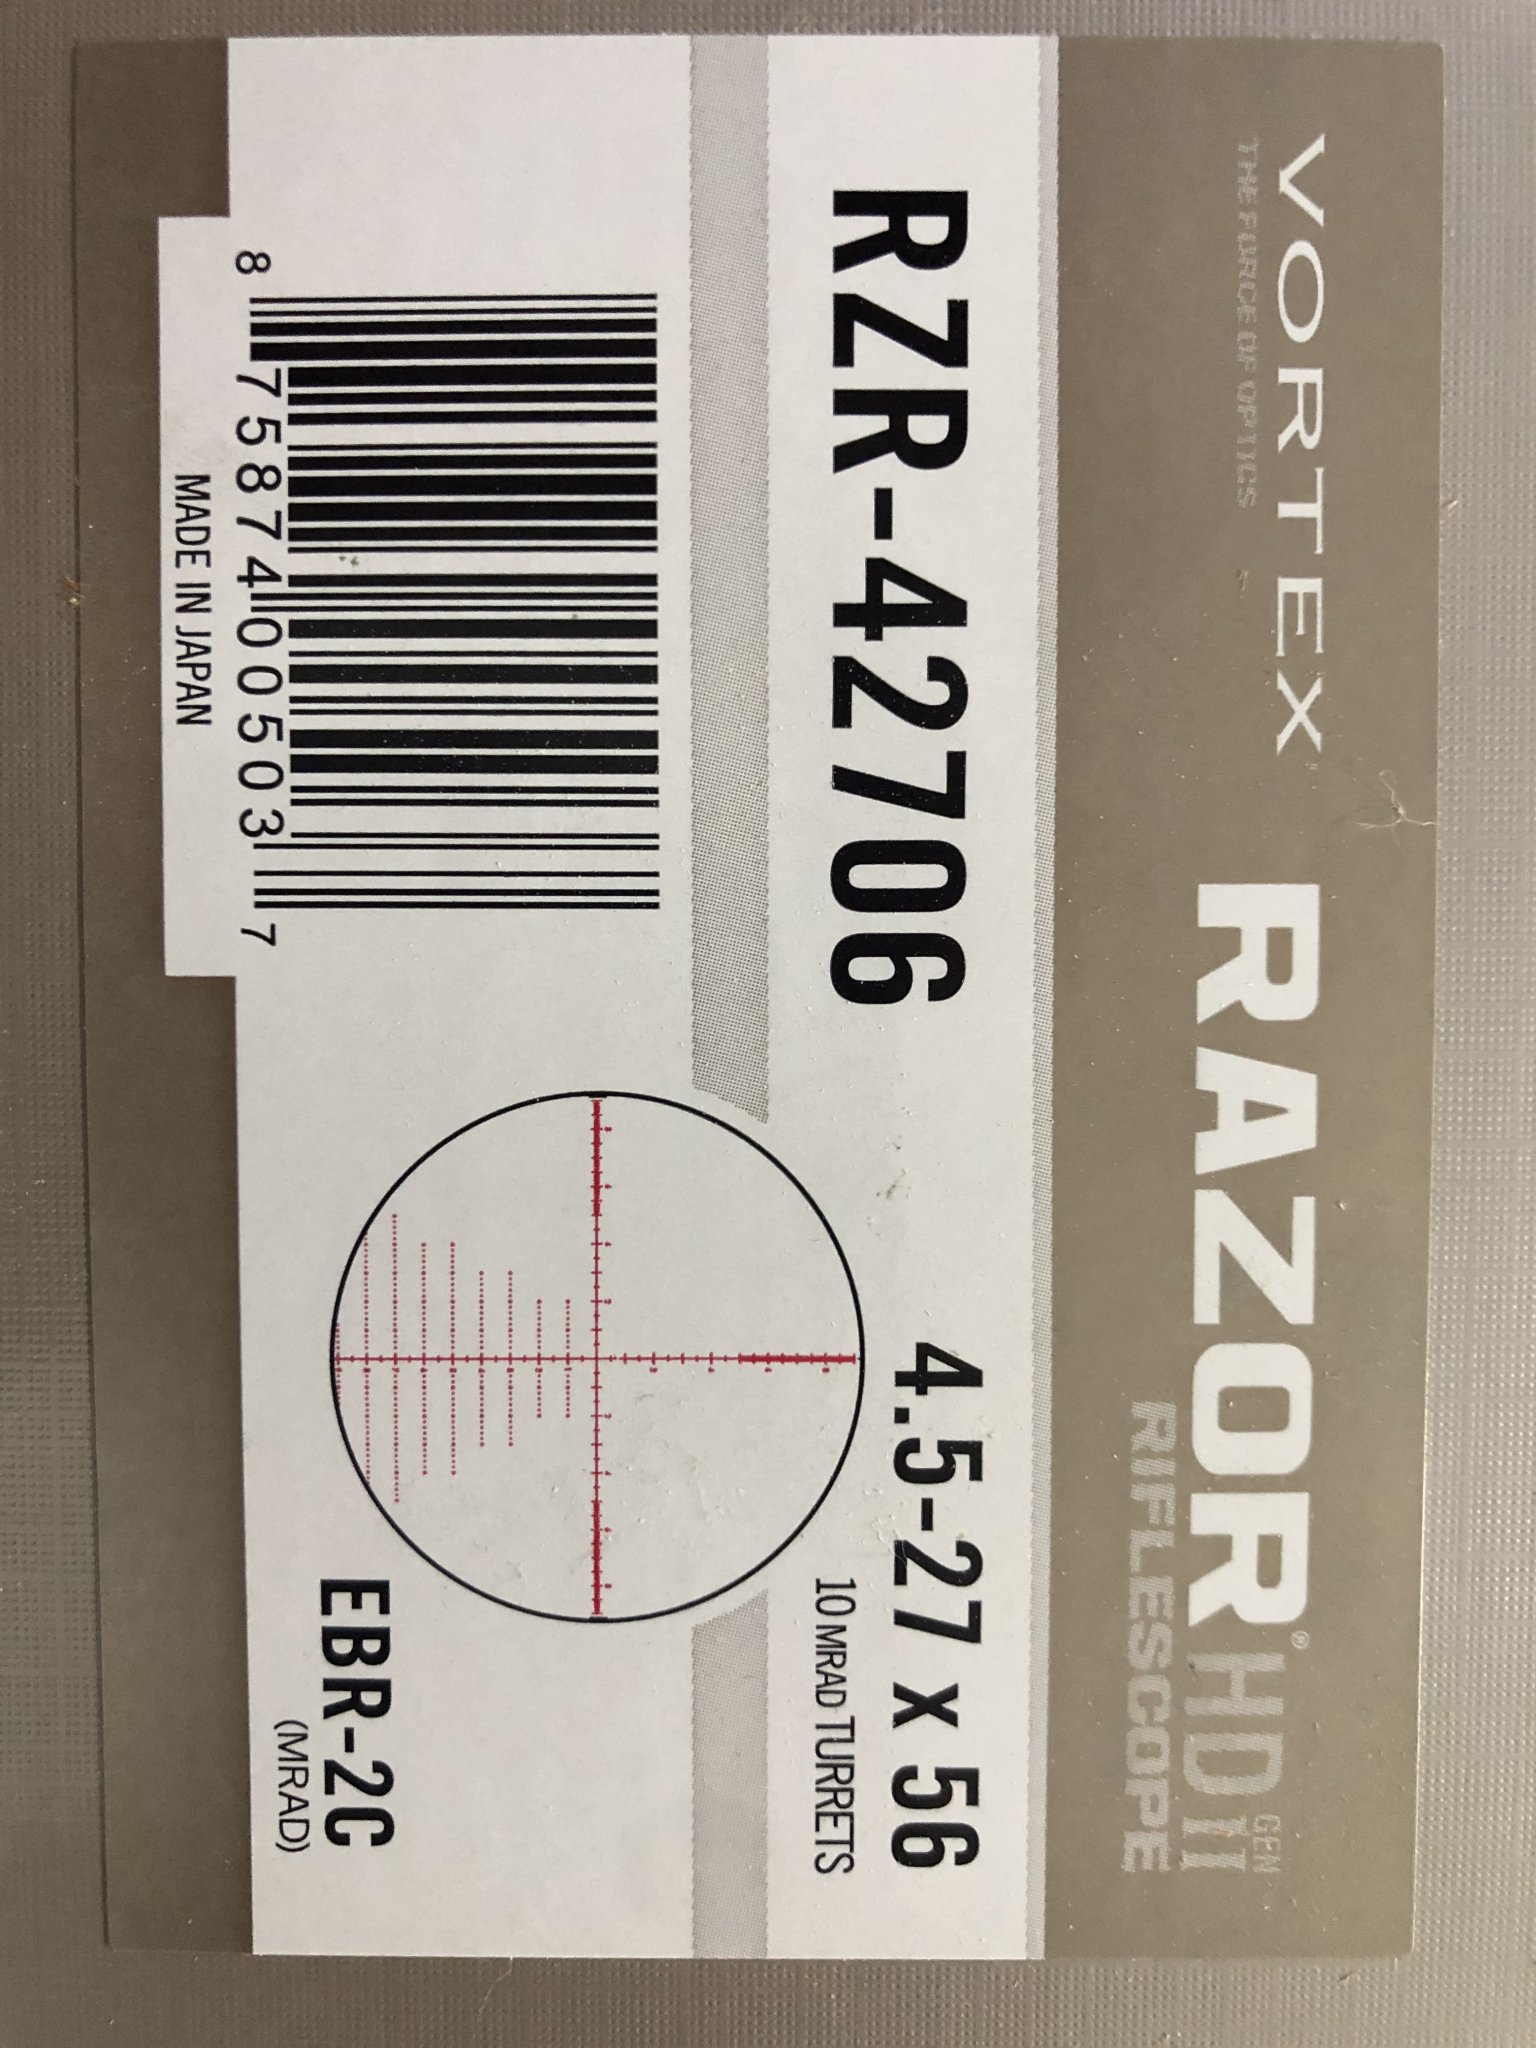 VORTEX
THE FORCE OF OPTICS
RAZOR® HD GEN II
RIFLESCOPE
RZR-42706
4.5-27 x 56
10 MRAD TURRETS
8 75874 00503 7
MADE IN JAPAN
EBR-2C
(MRAD)